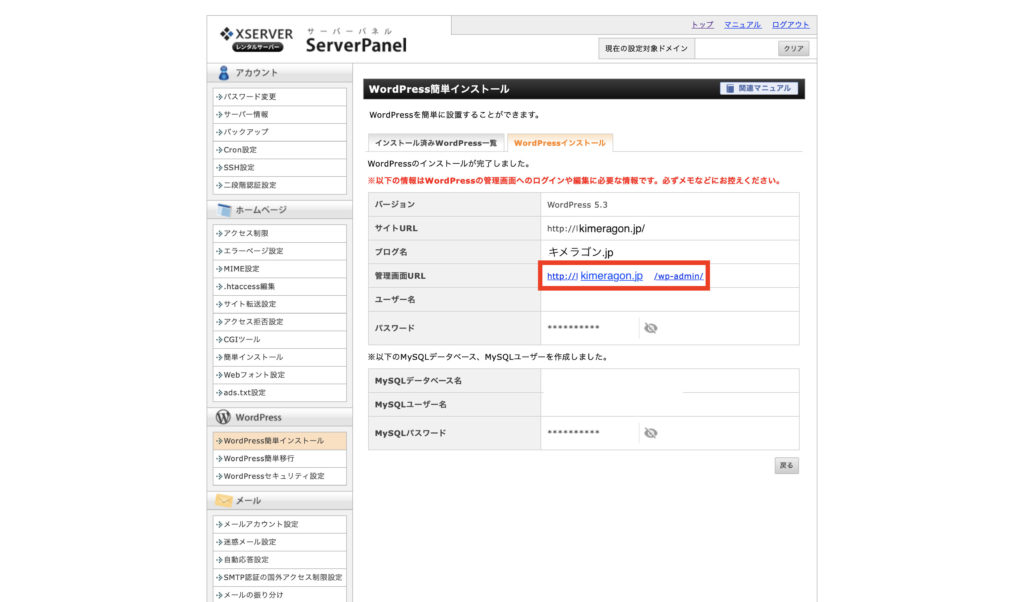 XSERVER
レンタルサーバー
サーバーパネル
ServerPanel
トップ マニュアル ログアウト
現在の設定対象ドメイン クリア
アカウント
パスワード変更
サーバー情報
バックアップ
Cron設定
SSH設定
二段階認証設定
ホームページ
アクセス制限
エラーページ設定
MIME設定
.htaccess編集
サイト転送設定
アクセス拒否設定
CGIツール
簡単インストール
Webフォント設定
ads.txt設定
WordPress
WordPress簡単インストール
WordPress簡単移行
WordPressセキュリティ設定
メール
メールアカウント設定
迷惑メール設定
自動応答設定
SMTP認証の国外アクセス制限設定
メールの振り分け
WordPress簡単インストール 関連マニュアル
WordPressを簡単に設置することができます。
インストール済みWordPress一覧 WordPressインストール
WordPressのインストールが完了しました。
※以下の情報はWordPressの管理画面へのログインや編集に必要な情報です。必ずメモなどにお控えください。
バージョン WordPress 5.3
サイトURL http://kimeragon.jp/
ブログ名 キメラゴン.jp
管理画面URL http://kimeragon.jp /wp-admin/
ユーザー名
パスワード **********
※以下のMySQLデータベース、MySQLユーザーを作成しました。
MySQLデータベース名
MySQLユーザー名
MySQLパスワード **********
戻る